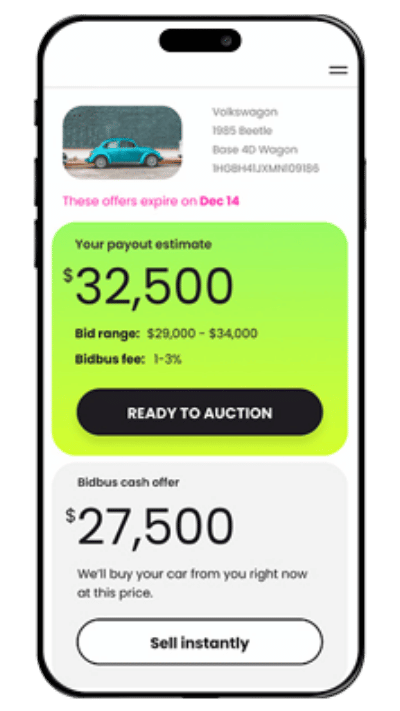 Volkswagon
1985 Beetle
Base 4D Wagon
1HGBH41JXMN109186
These offers expire on Dec 14
Your payout estimate
$32,500
Bid range: $29,000 - $34,000
Bidbus fee: 1-3%
READY TO AUCTION
Bidbus cash offer
$27,500
We'll buy your car from you right now
at this price.
Sell instantly